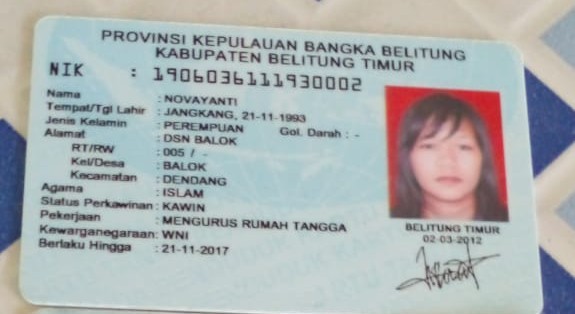 PROVINSI KEPULAUAN BANGKA BELITUNG
KABUPATEN BELITUNG TIMUR
NIK : 1906036111930002
Nama : NOVAYANTI
Tempat/Tgl Lahir : JANGKANG, 21-11-1993
Jenis Kelamin : PEREMPUAN Gol. Darah : -
Alamat : DSN BALOK
RT/RW : 005 / -
Kel/Desa : BALOK
Kecamatan : DENDANG
Agama : ISLAM
Status Perkawinan : KAWIN
Pekerjaan : MENGURUS RUMAH TANGGA
Kewarganegaraan: WNI
Berlaku Hingga : 21-11-2017
BELITUNG TIMUR
02-03-2012